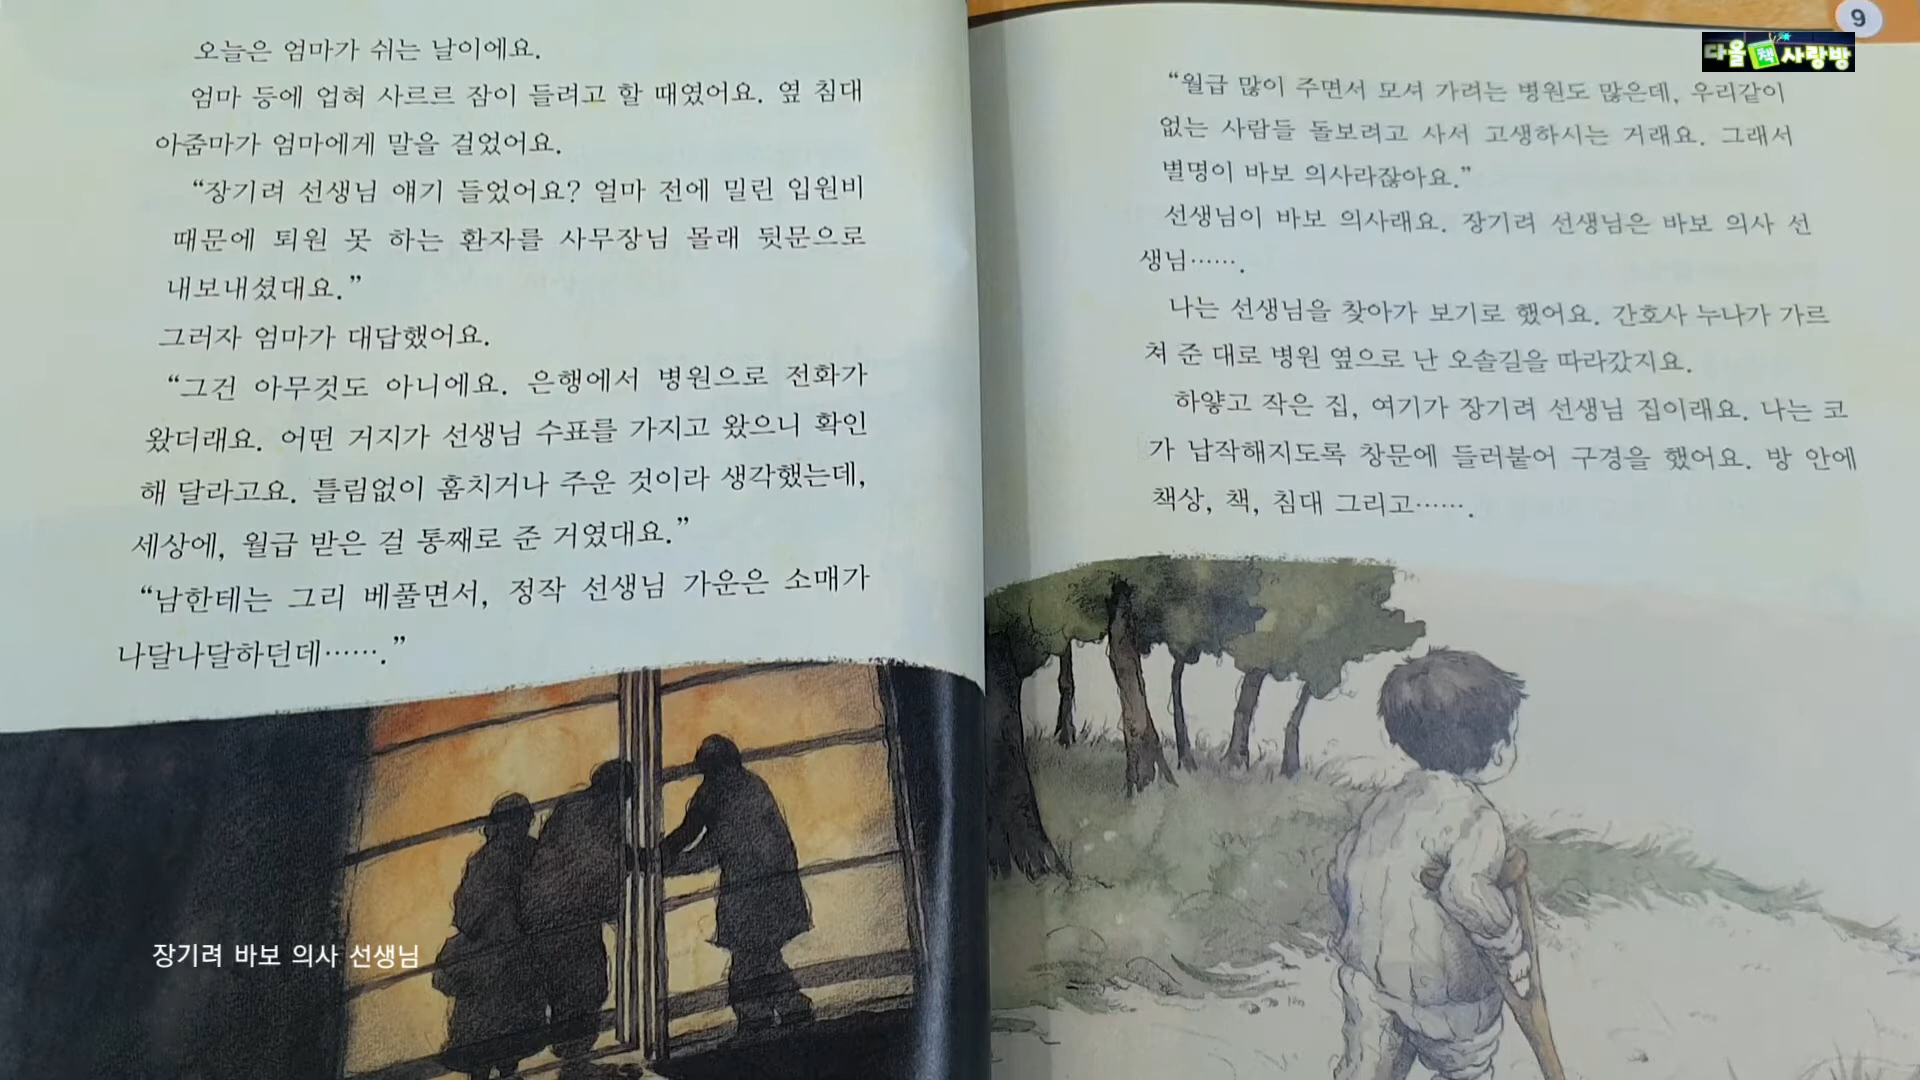 오늘은 엄마가 쉬는 날이에요.
엄마 등에 업혀 사르르 잠이 들려고 할 때였어요. 옆 침대
아줌마가 엄마에게 말을 걸었어요.
“장기려 선생님 얘기 들었어요? 얼마 전에 밀린 입원비
때문에 퇴원 못 하는 환자를 사무장님 몰래 뒷문으로
내보내셨대요.”
그러자 엄마가 대답했어요.
“그건 아무것도 아니에요. 은행에서 병원으로 전화가
왔더래요. 어떤 거지가 선생님 수표를 가지고 왔으니 확인
해 달라고요. 틀림없이 훔치거나 주운 것이라 생각했는데,
세상에, 월급 받은 걸 통째로 준 거였대요.”
“남한테는 그리 베풀면서, 정작 선생님 가운은 소매가
나달나달하던데…….”
장기려 바보 의사 선생님
9
다올 책 사랑방
“월급 많이 주면서 모셔 가려는 병원도 많은데, 우리같이
없는 사람들 돌보려고 사서 고생하시는 거래요. 그래서
별명이 바보 의사라잖아요.”
선생님이 바보 의사래요. 장기려 선생님은 바보 의사 선
생님…….
나는 선생님을 찾아가 보기로 했어요. 간호사 누나가 가르
쳐 준 대로 병원 옆으로 난 오솔길을 따라갔지요.
하얗고 작은 집, 여기가 장기려 선생님 집이래요. 나는 코
가 납작해지도록 창문에 들러붙어 구경을 했어요. 방 안에
책상, 책, 침대 그리고…….